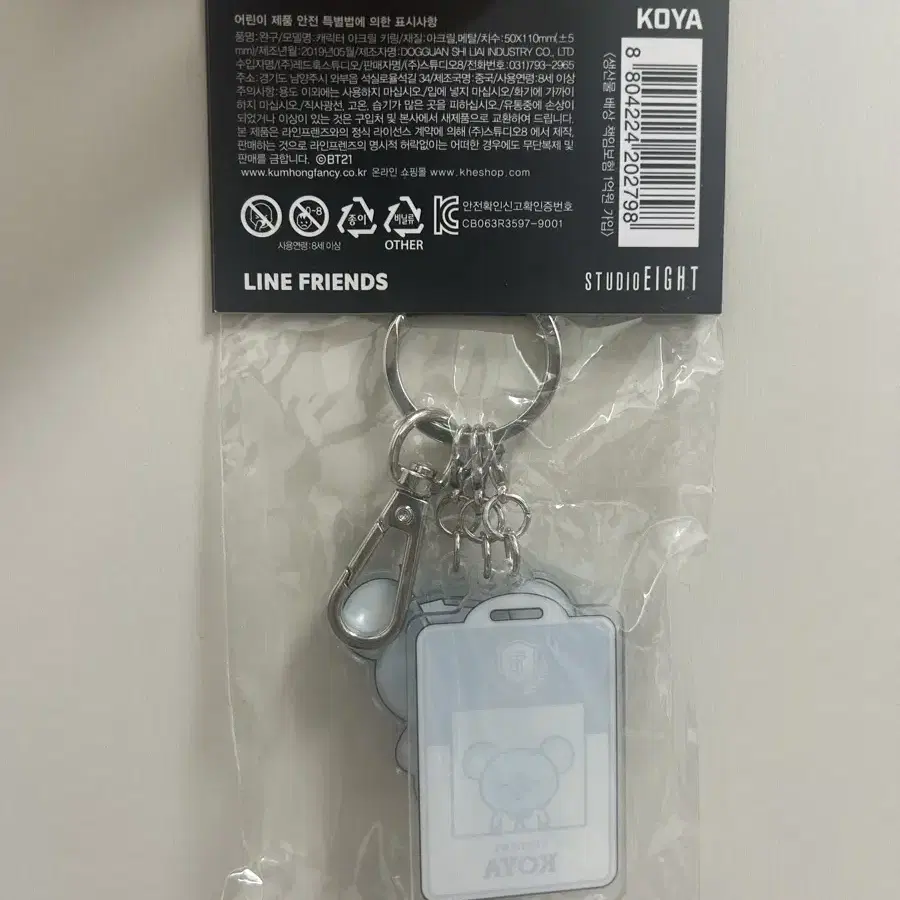 어린이 제품 안전 특별법에 의한 표시사항
품명:완구/모델명:캐릭터 아크릴 키링/재질:아크릴,메탈/치수:50X110mm(±5
mm)/제조년월:2019년05월/제조자명:DOGGUAN SHI LIAI INDUSTRY CO., LTD
수입자명/(주)레드훅스튜디오/판매자명/(주)스튜디오8/전화번호:031)793-2965
주소: 경기도 남양주시 와부읍 석실로율석길 34/제조국명:중국/사용연령:8세 이상
주의사항: 용도 이외에는 사용하지 마십시오/입에 넣지 마십시오/화기에 가까이
하지 마십시오/직사광선, 고온, 습기가 많은 곳을 피하십시오/유통중에 손상이
되었거나 이상이 있는 것은 구입처 및 본사에서 새제품으로 교환하여 드립니다.
본 제품은 라인프렌즈와의 정식 라이선스 계약에 의해 (주)스튜디오8 에서 제작,
판매하는 것으로 라인프렌즈의 명시적 허락없이는 어떠한 경우에도 무단복제 및
판매를 금합니다. ©BT21
www.kumhongfancy.co.kr 온라인 쇼핑몰 www.kheshop.com
0-8
사용연령:8세 이상
종이
비닐류
OTHER
KC
안전확인신고확인증번호
CB063R3597-9001
KOYA
8 804224 202798
<생산물 배상 책임보험 1억원 가입>
LINE FRIENDS
STUDIO EIGHT
KOYA